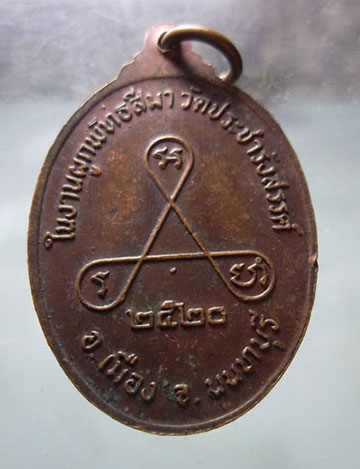 ในงานผูกพัทธสีมา วัดประชารังสรรค์
๒๕๒๐
อ. เมือง จ. นนทบุรี